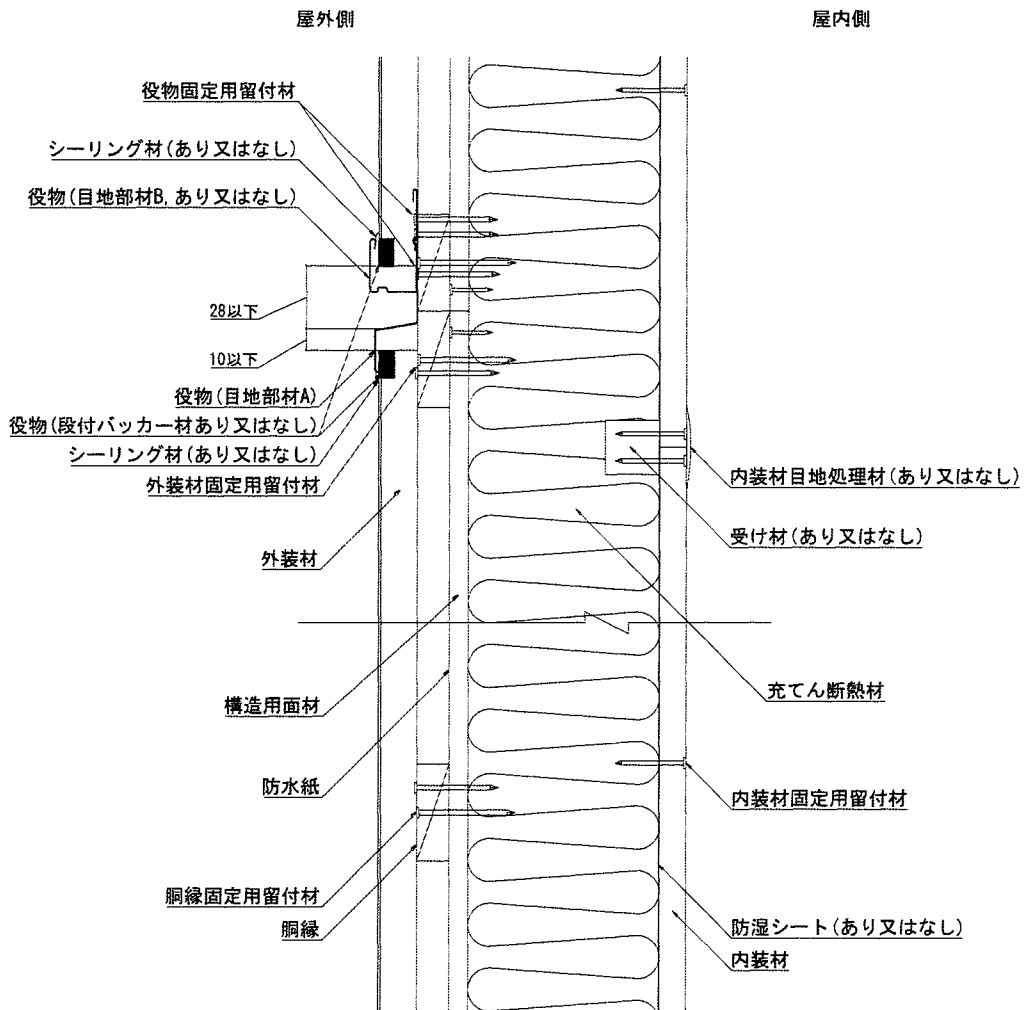 屋外側
屋内側
役物固定用留付材
シーリング材(あり又はなし)
役物(目地部材B, あり又はなし)
28以下
10以下
役物(目地部材A)
役物(段付バッカー材あり又はなし)
シーリング材(あり又はなし)
外装材固定用留付材
外装材
構造用面材
防水紙
胴縁固定用留付材
胴縁
内装材目地処理材(あり又はなし)
受け材(あり又はなし)
充てん断熱材
内装材固定用留付材
防湿シート(あり又はなし)
内装材